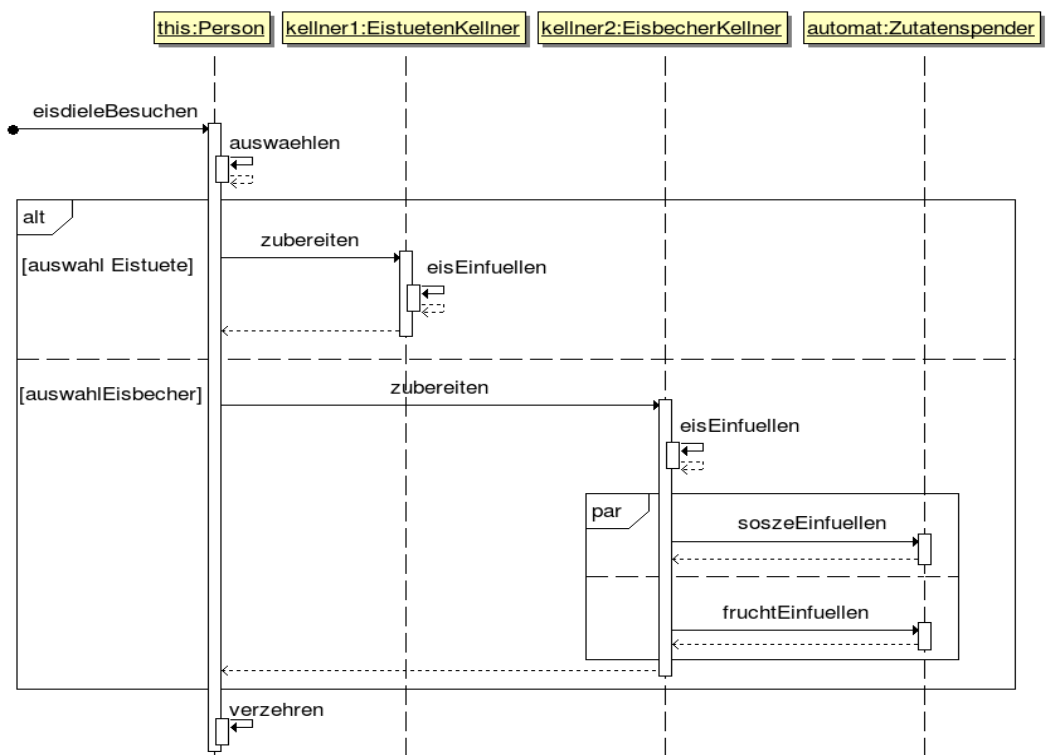 this:Person
kellner1:EistuetenKellner
kellner2:EisbecherKellner
automat:Zutatenspender
eisdieleBesuchen
auswaehlen
alt
zubereiten
[auswahl Eistuete]
eisEinfuellen
[auswahlEisbecher]
zubereiten
eisEinfuellen
par
soszeEinfuellen
fruchtEinfuellen
verzehren